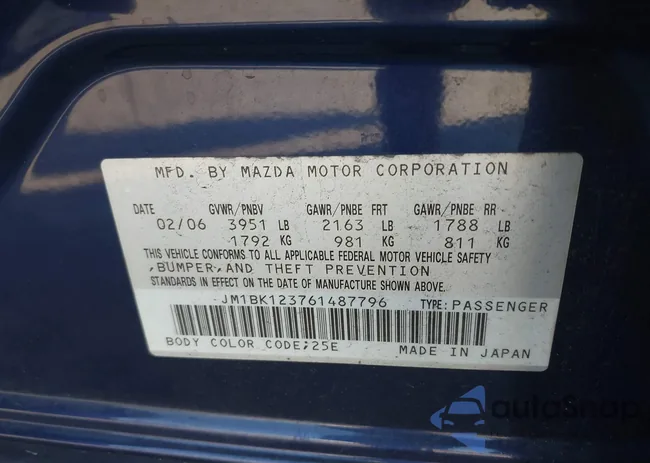 MFD. BY MAZDA MOTOR CORPORATION
DATE GVWR/PNBV GAWR/PNBE FRT GAWR/PNBE RR
02/06 3951 LB 2163 LB 1788 LB
1792 KG 981 KG 811 KG
THIS VEHICLE CONFORMS TO ALL APPLICABLE FEDERAL MOTOR VEHICLE SAFETY
,BUMPER,AND THEFT PREVENTION
STANDARDS IN EFFECT ON THE DATE OF MANUFACTURE SHOWN ABOVE.
JM1BK123761487796 TYPE:PASSENGER
BODY COLOR CODE;25E MADE IN JAPAN
autoShop